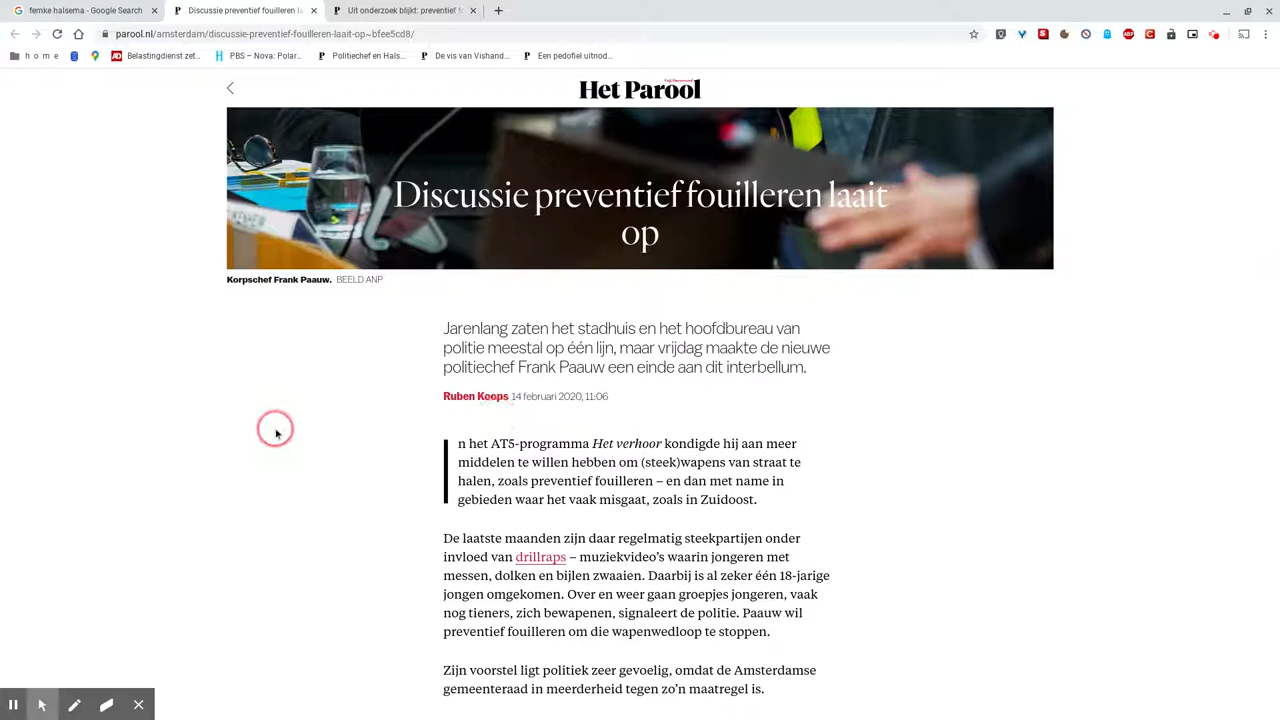 femke halsema - Google Search
Discussie preventief fouilleren la
Uit onderzoek blijkt: preventief f
parool.nl/amsterdam/discussie-preventief-fouilleren-laait-op~bfee5cd8/
h o m e
Belastingdienst zet...
PBS – Nova: Polar...
Politiechef en Hals...
De vis van Vishand...
Een pedofiel uitnod...
Het Parool
Discussie preventief fouilleren laait
op
Korpschef Frank Paauw. BEELD ANP
Jarenlang zaten het stadhuis en het hoofdbureau van
politie meestal op één lijn, maar vrijdag maakte de nieuwe
politiechef Frank Paauw een einde aan dit interbellum.
Ruben Koops 14 februari 2020, 11:06
In het AT5-programma Het verhoor kondigde hij aan meer
middelen te willen hebben om (steek)wapens van straat te
halen, zoals preventief fouilleren – en dan met name in
gebieden waar het vaak misgaat, zoals in Zuidoost.
De laatste maanden zijn daar regelmatig steekpartijen onder
invloed van drillraps – muziekvideo's waarin jongeren met
messen, dolken en bijlen zwaaien. Daarbij is al zeker één 18-jarige
jongen omgekomen. Over en weer gaan groepjes jongeren, vaak
nog tieners, zich bewapenen, signaleert de politie. Paauw wil
preventief fouilleren om die wapenwedloop te stoppen.
Zijn voorstel ligt politiek zeer gevoelig, omdat de Amsterdamse
gemeenteraad in meerderheid tegen zo'n maatregel is.